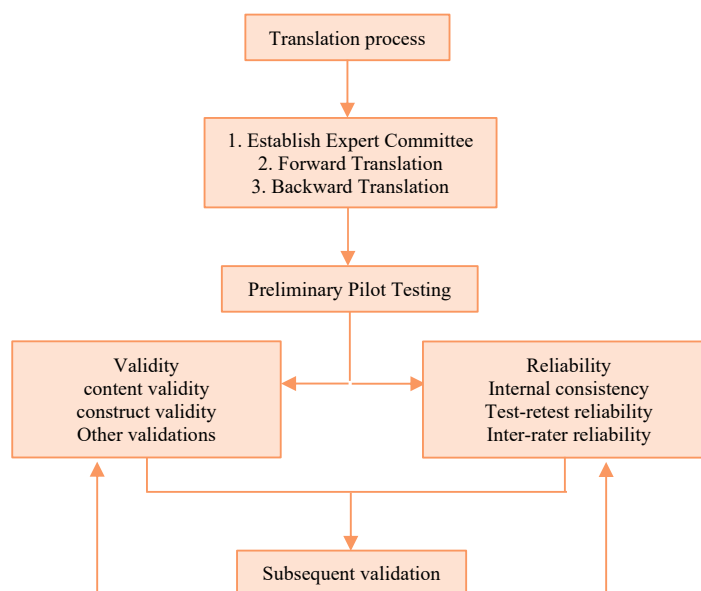 Translation process
1. Establish Expert Committee
2. Forward Translation
3. Backward Translation
Preliminary Pilot Testing
Validity
content validity
construct validity
Other validations
Reliability
Internal consistency
Test-retest reliability
Inter-rater reliability
Subsequent validation